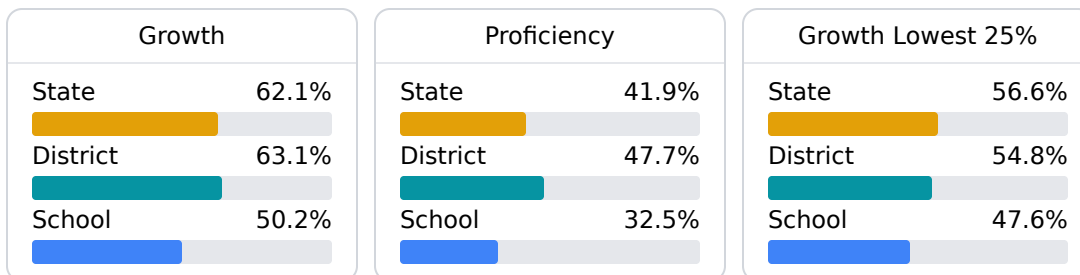 Growth
State 62.1%
District 63.1%
School 50.2%
Proficiency
State 41.9%
District 47.7%
School 32.5%
Growth Lowest 25%
State 56.6%
District 54.8%
School 47.6%